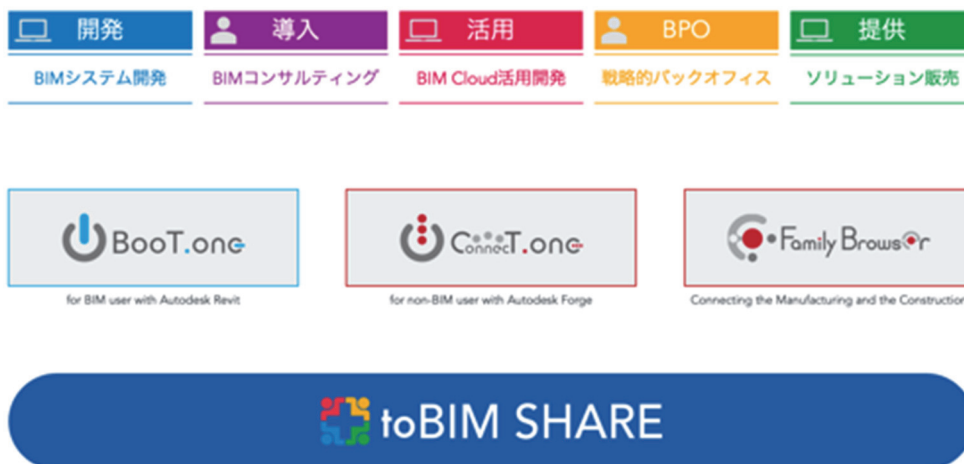 開発
導入
活用
BPO
提供
BIMシステム開発
BIMコンサルティング
BIM Cloud活用開発
戦略的バックオフィス
ソリューション販売
BooT.one
ConnecT.one
Family Browser
for BIM user with Autodesk Revit
for non-BIM user with Autodesk Forge
Connecting the Manufacturing and the Construction
toBIM SHARE